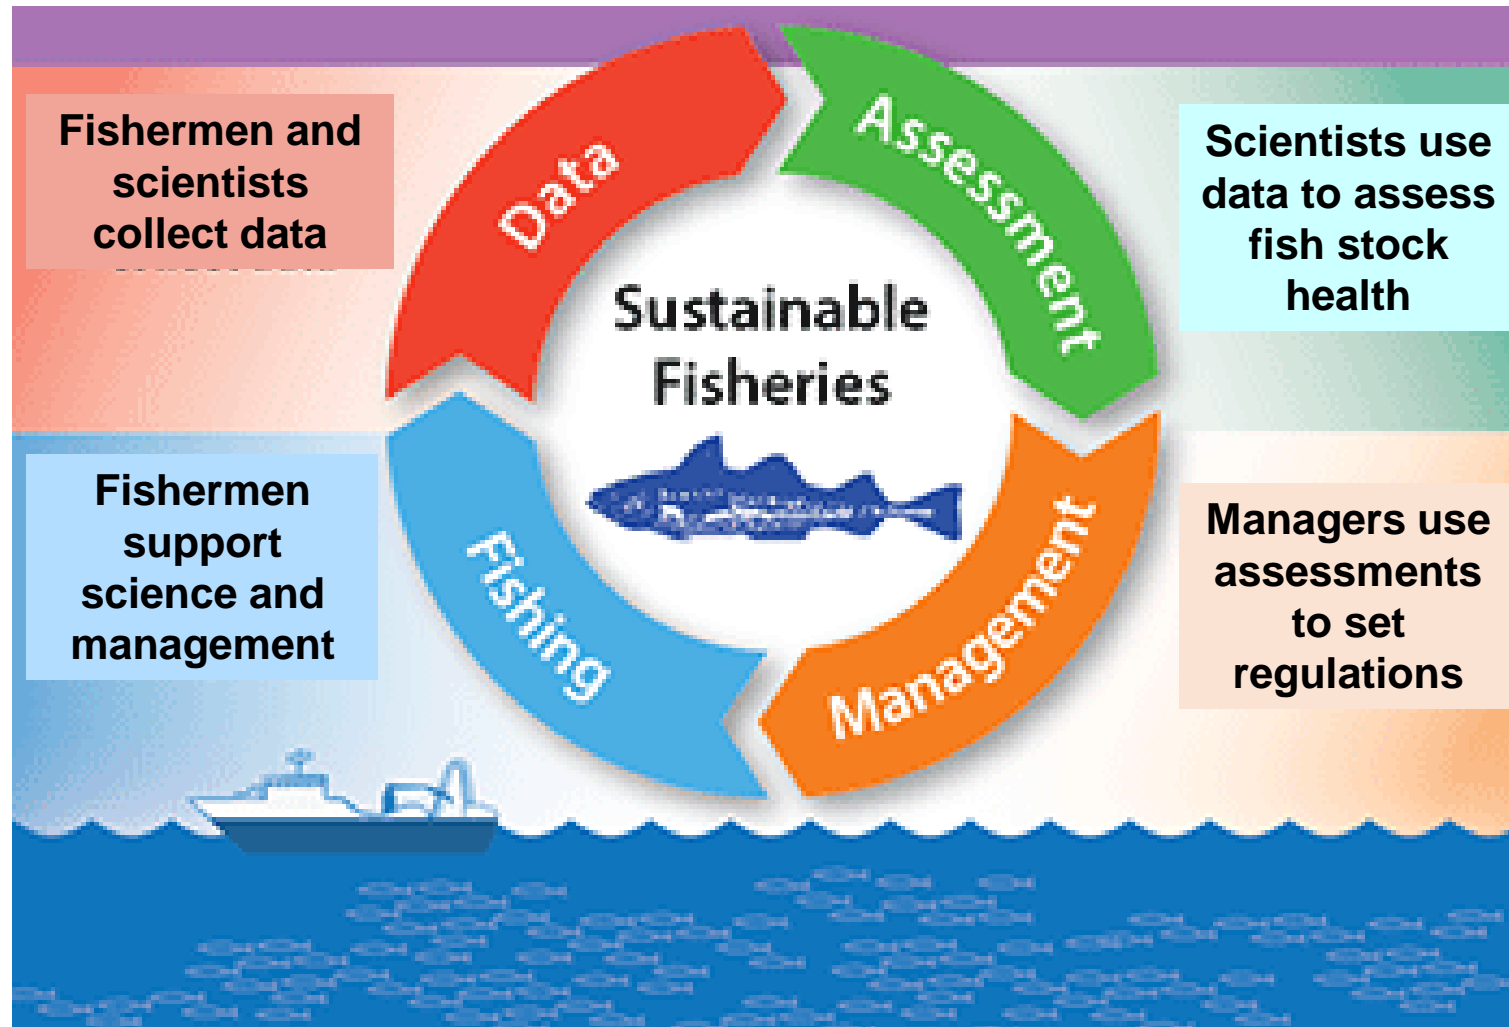 Data
Assessment
Fishermen and
scientists
collect data
Scientists use
data to assess
fish stock
health
Sustainable
Fisheries
Fishermen
support
science and
management
Fishing
Management
Managers use
assessments
to set
regulations